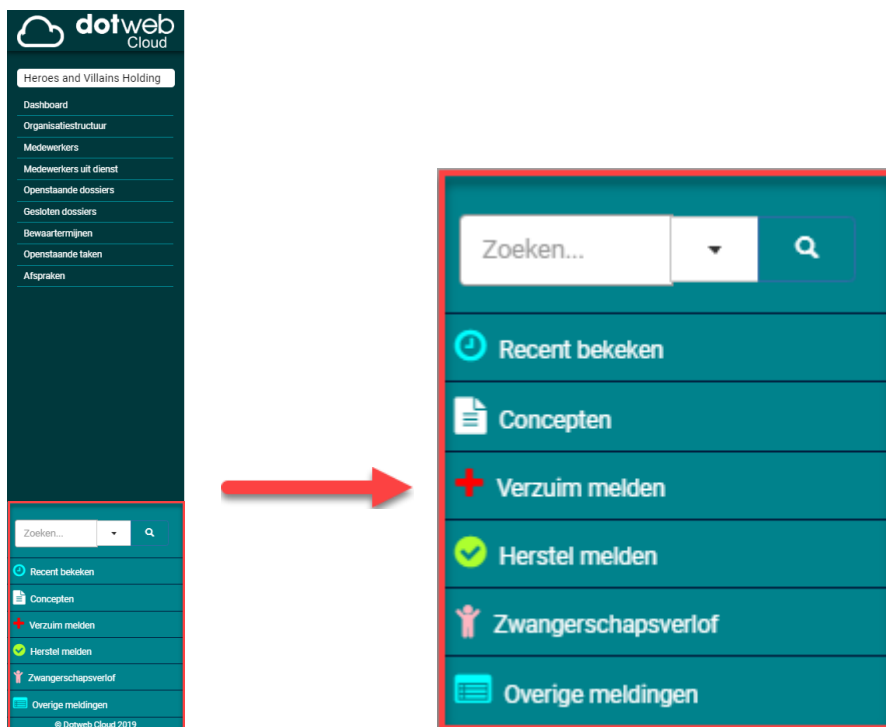 dotweb
Cloud
Heroes and Villains Holding
Dashboard
Organisatiestructuur
Medewerkers
Medewerkers uit dienst
Openstaande dossiers
Gesloten dossiers
Bewaartermijnen
Openstaande taken
Afspraken
Zoeken...
Recent bekeken
Concepten
Verzuim melden
Herstel melden
Zwangerschapsverlof
Overige meldingen
© Dotweb Cloud 2019
Zoeken...
Recent bekeken
Concepten
Verzuim melden
Herstel melden
Zwangerschapsverlof
Overige meldingen